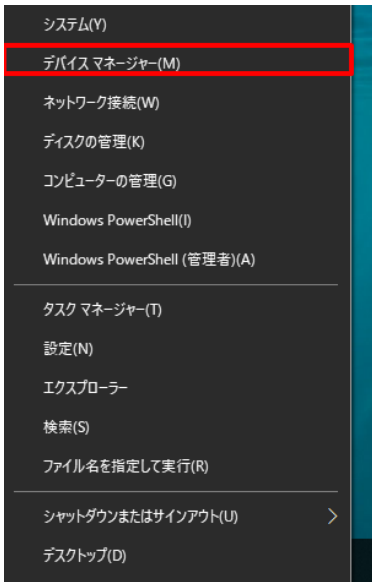 システム(Y)
デバイス マネージャー(M)
ネットワーク接続(W)
ディスクの管理(K)
コンピューターの管理(G)
Windows PowerShell(I)
Windows PowerShell (管理者)(A)
タスク マネージャー(T)
設定(N)
エクスプローラー
検索(S)
ファイル名を指定して実行(R)
シャットダウンまたはサインアウト(U)
デスクトップ(D)